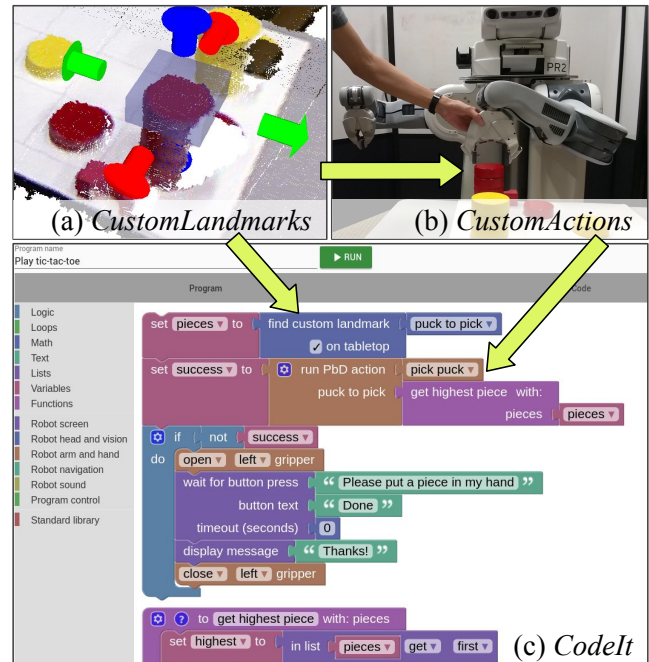 PR2
(a) CustomLandmarks
(b) CustomActions
Program name
Play tic-tac-toe
RUN
Program
Code
Logic
Loops
Math
Text
Lists
Variables
Functions
Robot screen
Robot head and vision
Robot arm and hand
Robot navigation
Robot sound
Program control
Standard library
set pieces to find custom landmark puck to pick
on tabletop
set success to run PbD action pick puck
puck to pick get highest piece with:
pieces pieces
if not success
do open left gripper
wait for button press “ Please put a piece in my hand ”
button text “ Done ”
timeout (seconds) 0
display message “ Thanks! ”
close left gripper
? to get highest piece with: pieces
set highest to in list pieces get first
(c) CodeIt